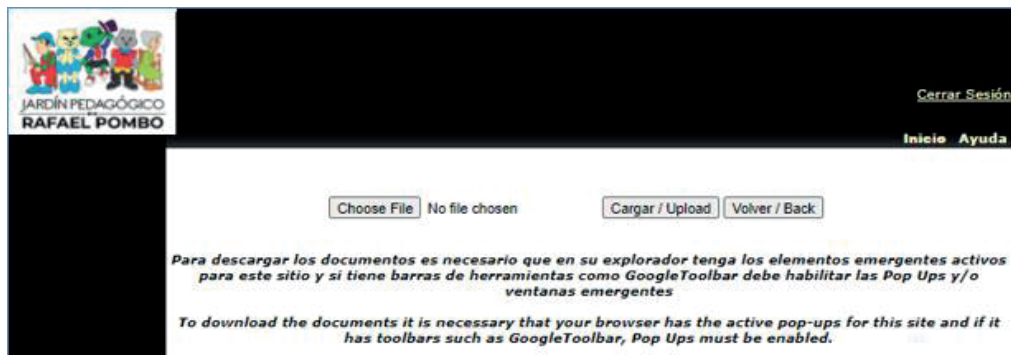 JARDÍN PEDAGÓGICO
RAFAEL POMBO
Cerrar Sesión
Inicio Ayuda
Choose File No file chosen Cargar / Upload Volver / Back
Para descargar los documentos es necesario que en su explorador tenga los elementos emergentes activos
para este sitio y si tiene barras de herramientas como GoogleToolbar debe habilitar las Pop Ups y/o
ventanas emergentes
To download the documents it is necessary that your browser has the active pop-ups for this site and if it
has toolbars such as GoogleToolbar, Pop Ups must be enabled.